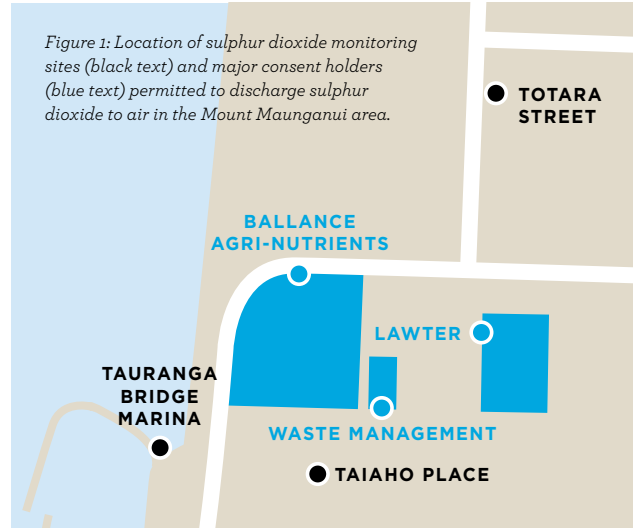 Figure 1: Location of sulphur dioxide monitoring
sites (black text) and major consent holders
(blue text) permitted to discharge sulphur
dioxide to air in the Mount Maunganui area.
TOTARA
STREET
BALLANCE
AGRI-NUTRIENTS
LAWTER
TAURANGA
BRIDGE
MARINA
WASTE MANAGEMENT
TAIAHO PLACE